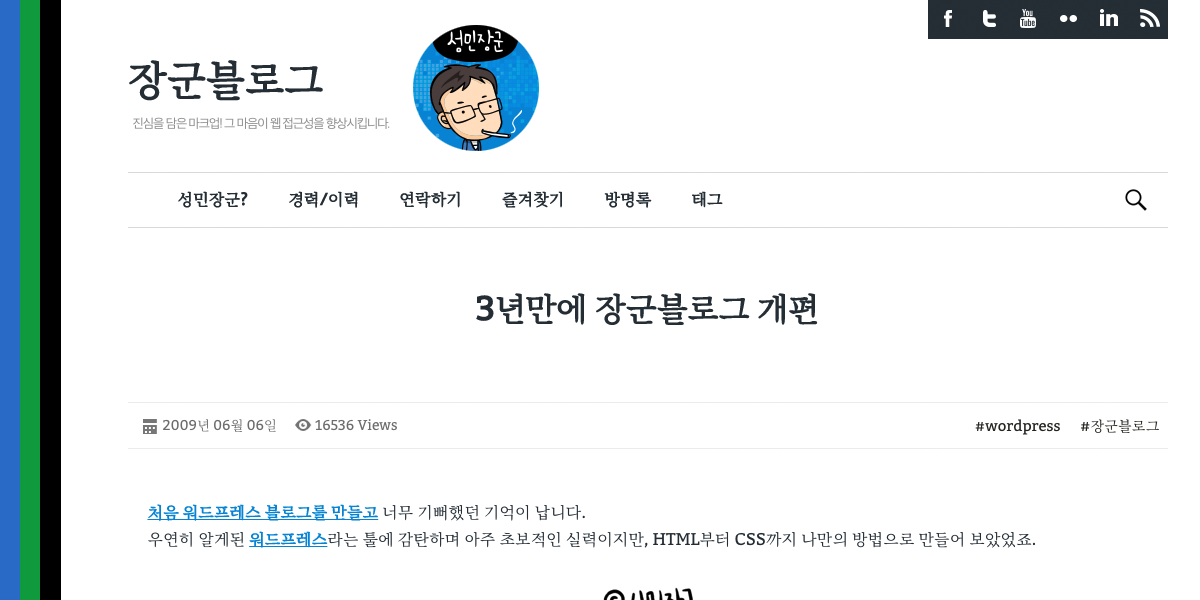 장군블로그
진심을 담은 마크업! 그 마음이 웹 접근성을 향상시킵니다.
성민장군
You
Tube
in
성민장군? 경력/이력 연락하기 즐겨찾기 방명록 태그
3년만에 장군블로그 개편
2009년 06월 06일 16536 Views #wordpress #장군블로그
처음 워드프레스 블로그를 만들고 너무 기뻐했던 기억이 납니다.
우연히 알게된 워드프레스라는 툴에 감탄하며 아주 초보적인 실력이지만, HTML부터 CSS까지 나만의 방법으로 만들어 보았었죠.